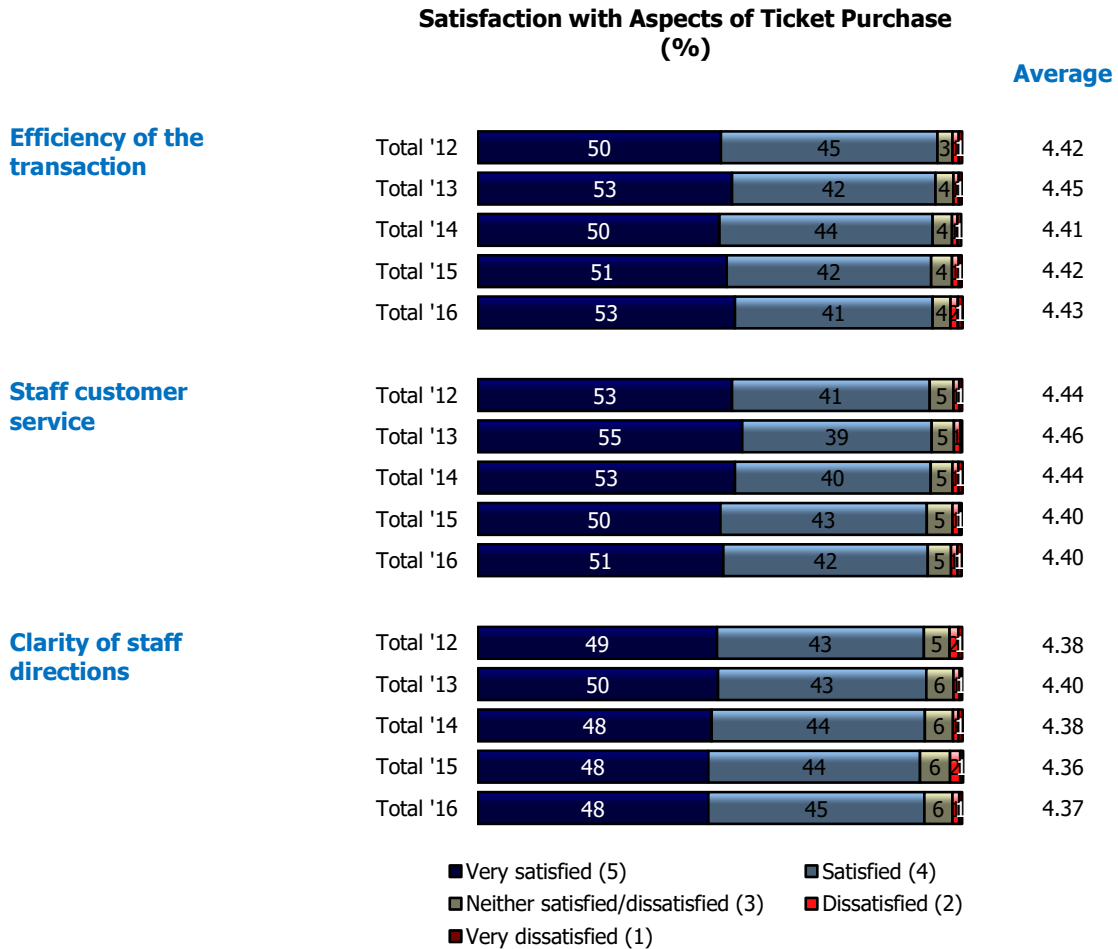 Satisfaction with Aspects of Ticket Purchase
(%)
Average
Efficiency of the
transaction
Total '12 50 45 3 1 4.42
Total '13 53 42 4 1 4.45
Total '14 50 44 4 1 4.41
Total '15 51 42 4 1 4.42
Total '16 53 41 4 2 1 4.43
Staff customer
service
Total '12 53 41 5 1 4.44
Total '13 55 39 5 1 4.46
Total '14 53 40 5 1 4.44
Total '15 50 43 5 1 4.40
Total '16 51 42 5 1 4.40
Clarity of staff
directions
Total '12 49 43 5 2 1 4.38
Total '13 50 43 6 1 4.40
Total '14 48 44 6 1 4.38
Total '15 48 44 6 2 1 4.36
Total '16 48 45 6 1 4.37
Very satisfied (5) Satisfied (4)
Neither satisfied/dissatisfied (3) Dissatisfied (2)
Very dissatisfied (1)